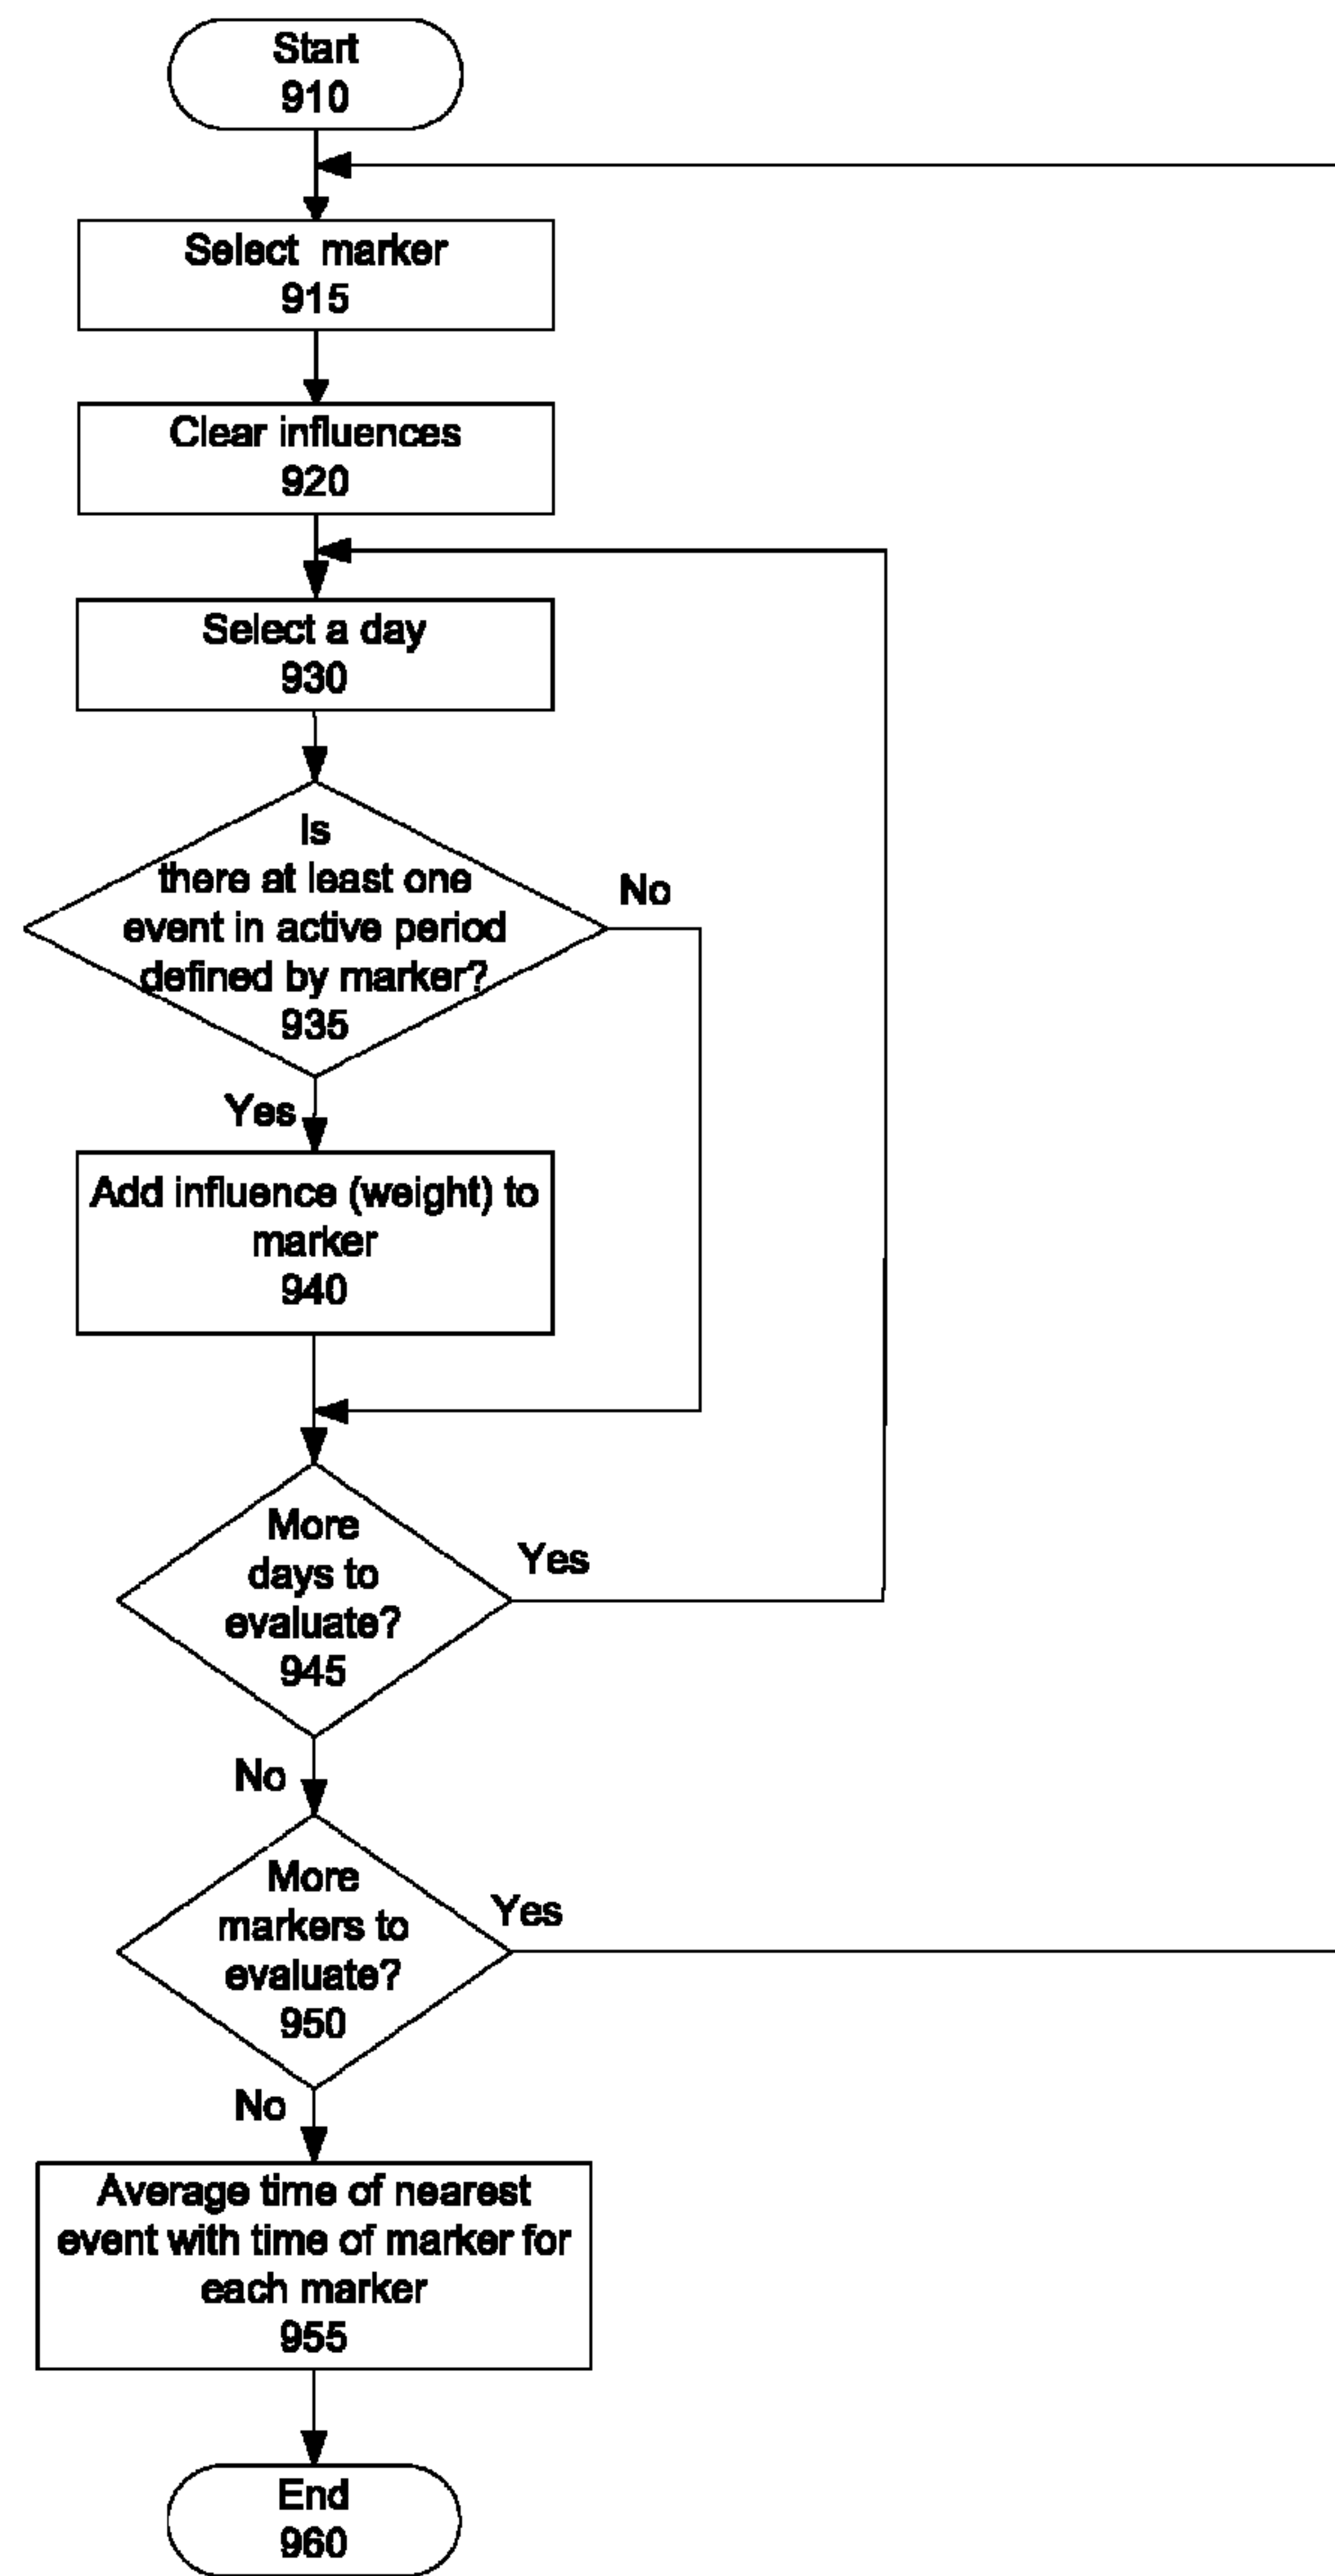 Start
910
Select marker
915
Clear influences
920
Select a day
930
Is
there at least one
event in active period
defined by marker?
935
No
Yes
Add influence (weight) to
marker
940
More
days to
evaluate?
945
Yes
No
More
markers to
evaluate?
950
Yes
No
Average time of nearest
event with time of marker for
each marker
955
End
960